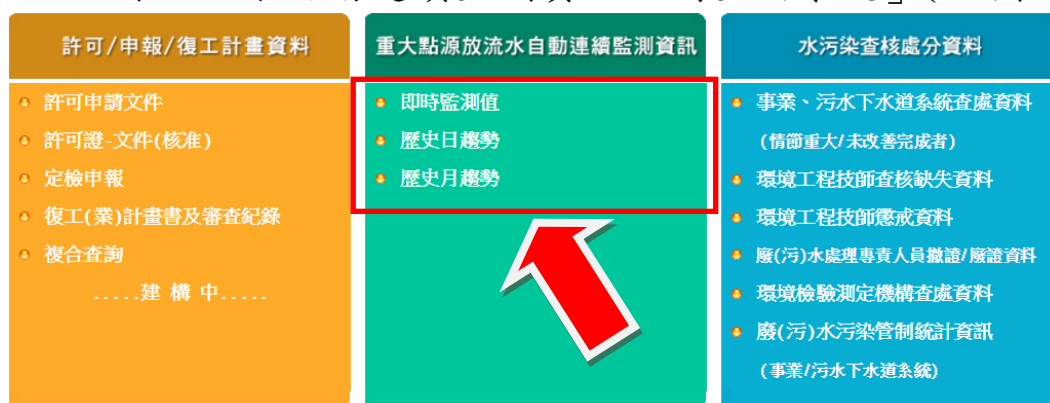 許可/申報/復工計畫資料
許可申請文件
許可證-文件(核准)
定檢申報
復工(業)計畫書及審查紀錄
複合查詢
.....建 構 中.....
重大點源放流水自動連續監測資訊
即時監測值
歷史日趨勢
歷史月趨勢
水污染查核處分資料
事業、污水下水道系統查處資料
(情節重大/未改善完成者)
環境工程技師查核缺失資料
環境工程技師懲戒資料
廢(污)水處理專責人員撤證/廢證資料
環境檢驗測定機構查處資料
廢(污)水污染管制統計資訊
(事業/污水下水道系統)